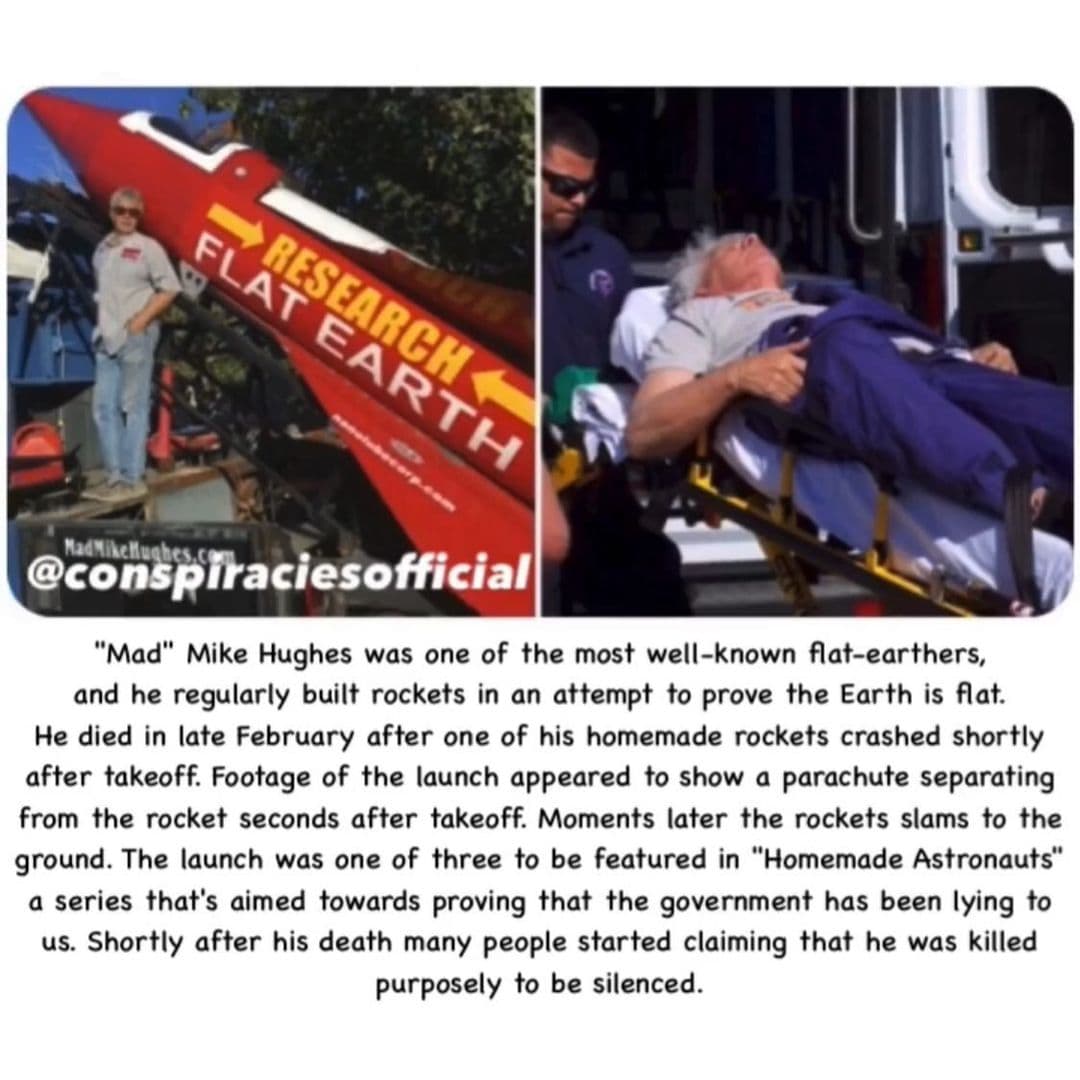 RESEARCH
FLAT EARTH
MadMikeHughes.com
@conspiraciesofficial
"Mad" Mike Hughes was one of the most well-known flat-earthers,
and he regularly built rockets in an attempt to prove the Earth is flat.
He died in late February after one of his homemade rockets crashed shortly
after takeoff. Footage of the launch appeared to show a parachute separating
from the rocket seconds after takeoff. Moments later the rockets slams to the
ground. The launch was one of three to be featured in "Homemade Astronauts"
a series that's aimed towards proving that the government has been lying to
us. Shortly after his death many people started claiming that he was killed
purposely to be silenced.